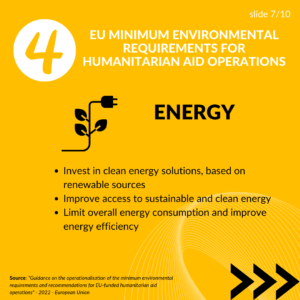 slide 7/10
4
EU MINIMUM ENVIRONMENTAL
REQUIREMENTS FOR
HUMANITARIAN AID OPERATIONS
ENERGY
• Invest in clean energy solutions, based on
renewable sources
• Improve access to sustainable and clean energy
• Limit overall energy consumption and improve
energy efficiency
Source: "Guidance on the operationalisation of the minimum environmental
requirements and recommendations for EU-funded humanitarian aid
operations" - 2022 - European Union